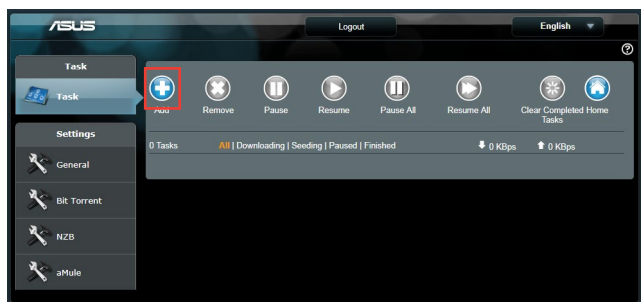 ASUS
Logout
English
?
Task
Task
Settings
General
Bit Torrent
NZB
aMule
Add
Remove
Pause
Resume
Pause All
Resume All
Clear Completed
Tasks
Home
0 Tasks
All | Downloading | Seeding | Paused | Finished
0 KBps
0 KBps